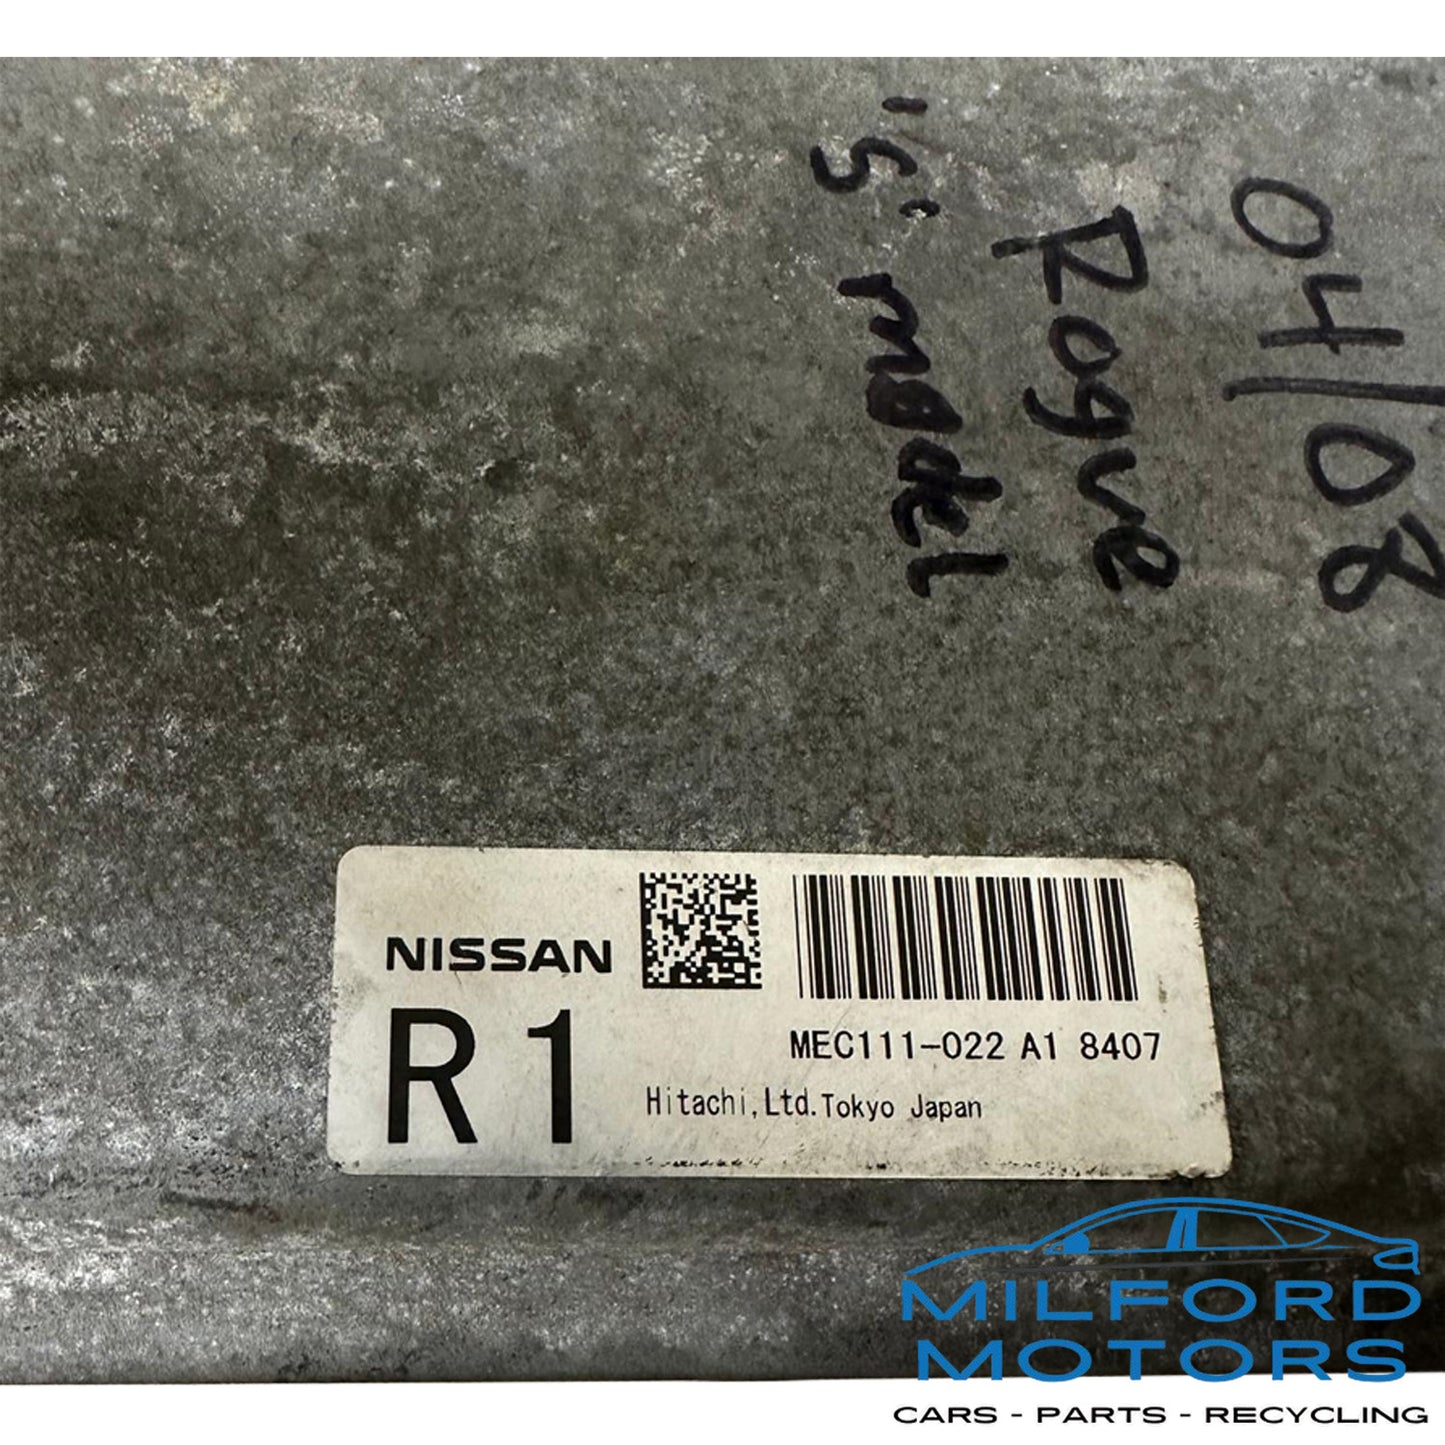 04/08
Rogue
"S" model
NISSAN
R1
MEC111-022 A1 8407
Hitachi,Ltd.Tokyo Japan
MILFORD
MOTORS
CARS - PARTS - RECYCLING